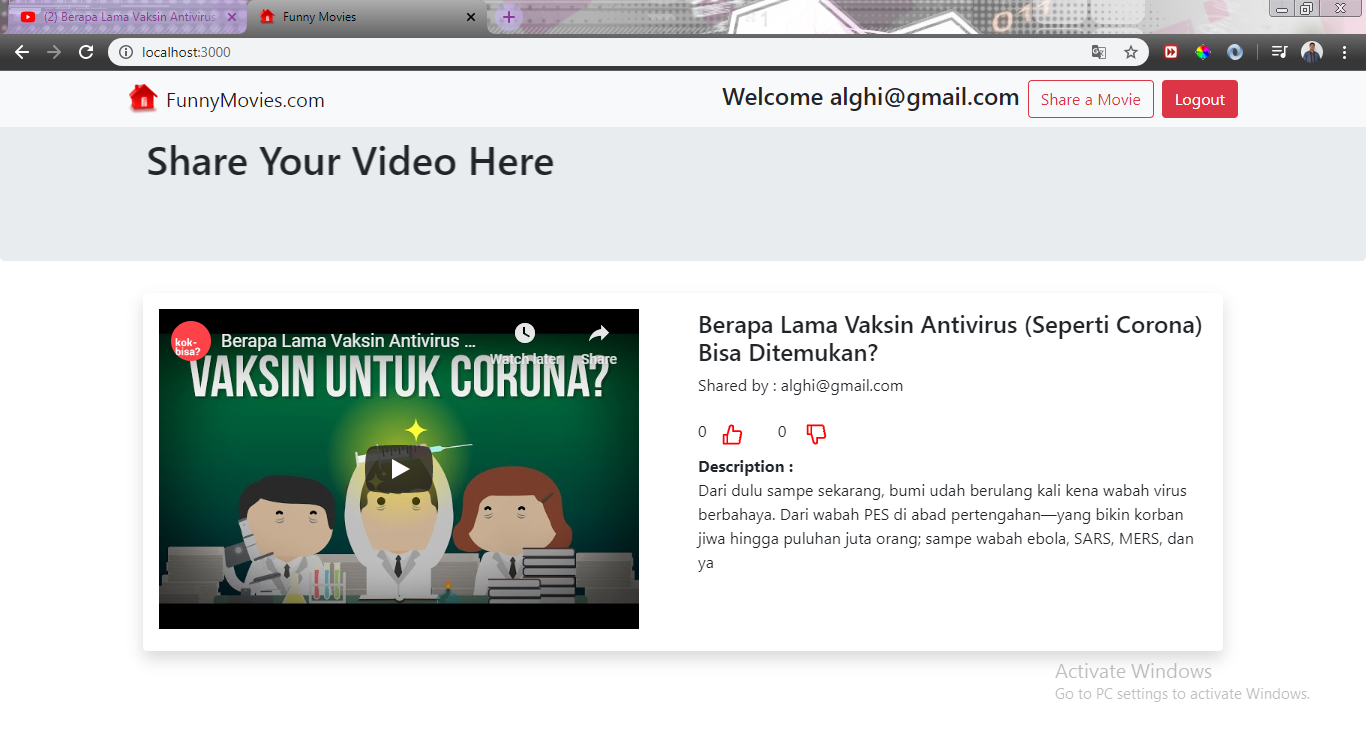 (2) Berapa Lama Vaksin Antivirus
Funny Movies
localhost:3000
FunnyMovies.com
Welcome alghi@gmail.com
Share a Movie
Logout
Share Your Video Here
kok-
bisa?
Berapa Lama Vaksin Antivirus ...
Watch later
Share
VAKSIN UNTUK CORONA?
Berapa Lama Vaksin Antivirus (Seperti Corona)
Bisa Ditemukan?
Shared by : alghi@gmail.com
0
0
Description :
Dari dulu sampe sekarang, bumi udah berulang kali kena wabah virus
berbahaya. Dari wabah PES di abad pertengahan—yang bikin korban
jiwa hingga puluhan juta orang; sampe wabah ebola, SARS, MERS, dan
ya
Activate Windows
Go to PC settings to activate Windows.